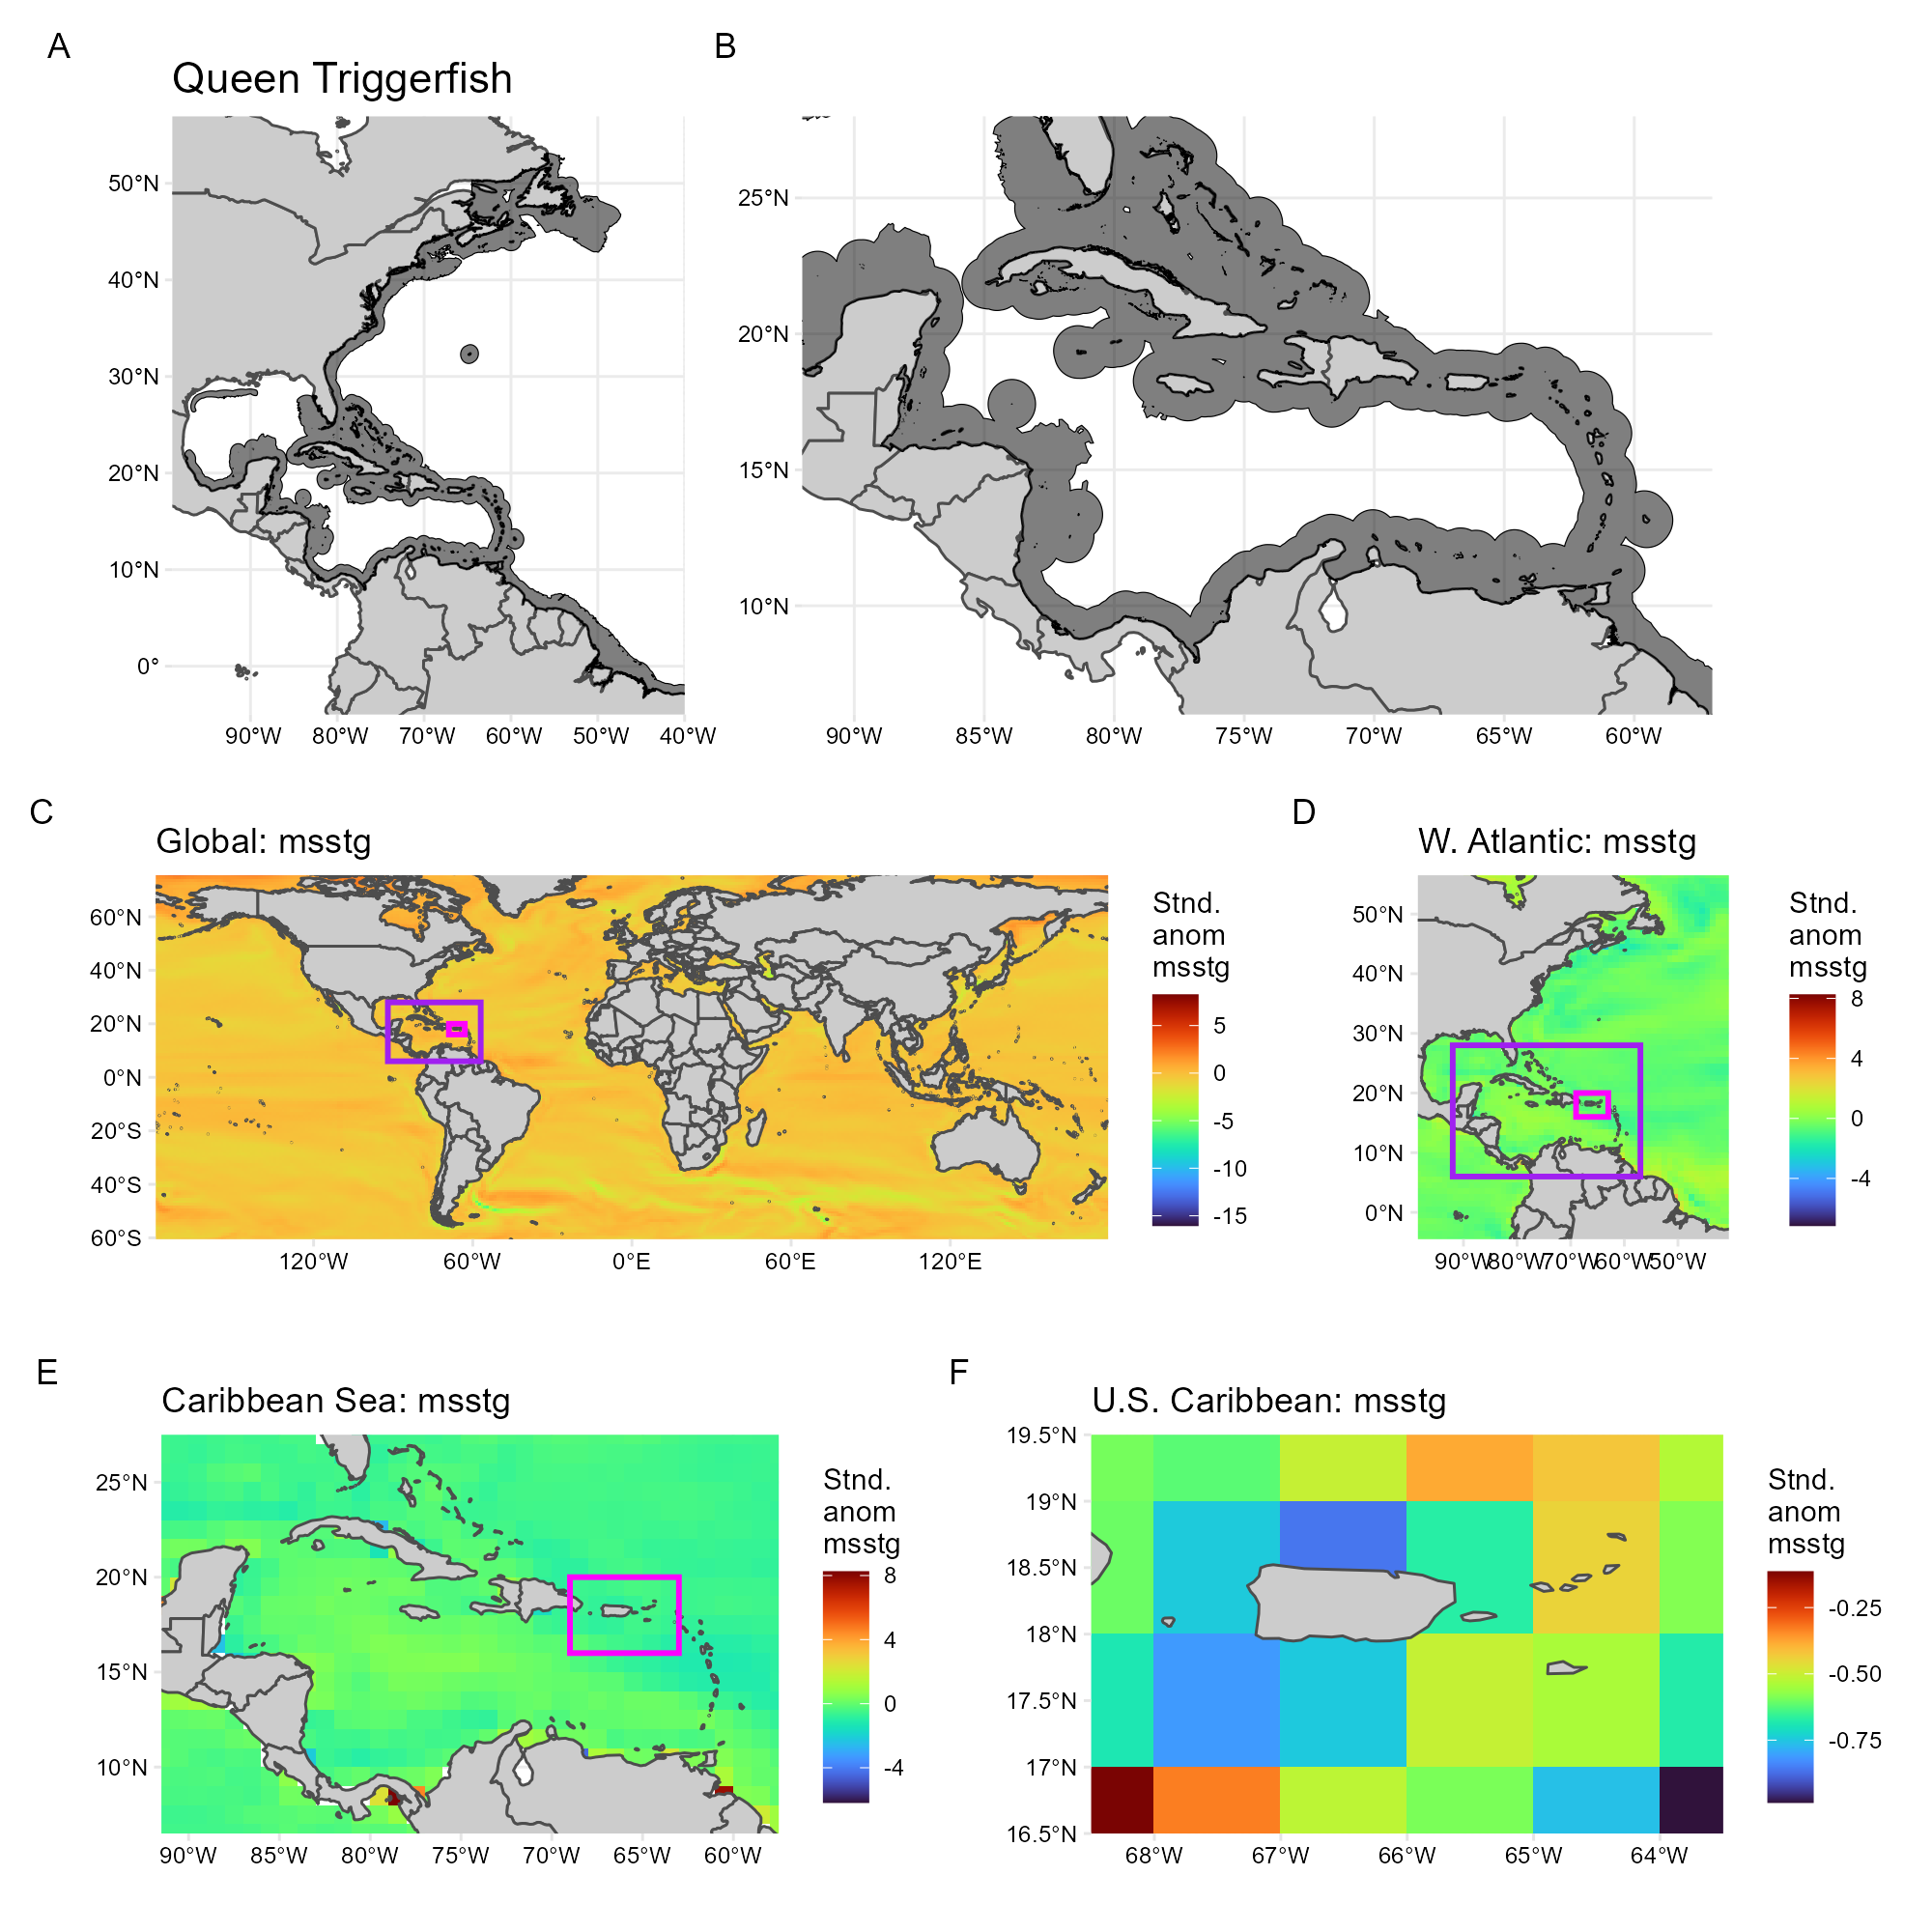 A
B
Queen Triggerfish
50°N
40°N
30°N
20°N
10°N
0°
90°W 80°W 70°W 60°W 50°W 40°W
25°N
20°N
15°N
10°N
90°W 85°W 80°W 75°W 70°W 65°W 60°W
C
Global: msstg
60°N
40°N
20°N
0°N
20°S
40°S
60°S
120°W 60°W 0°E 60°E 120°E
Stnd.
anom
msstg
5
0
-5
-10
-15
D
W. Atlantic: msstg
50°N
40°N
30°N
20°N
10°N
0°N
90°W 80°W 70°W 60°W 50°W
Stnd.
anom
msstg
8
4
0
-4
E
Caribbean Sea: msstg
25°N
20°N
15°N
10°N
90°W 85°W 80°W 75°W 70°W 65°W 60°W
Stnd.
anom
msstg
8
4
0
-4
F
U.S. Caribbean: msstg
19.5°N
19°N
18.5°N
18°N
17.5°N
17°N
16.5°N
68°W 67°W 66°W 65°W 64°W
Stnd.
anom
msstg
-0.25
-0.50
-0.75